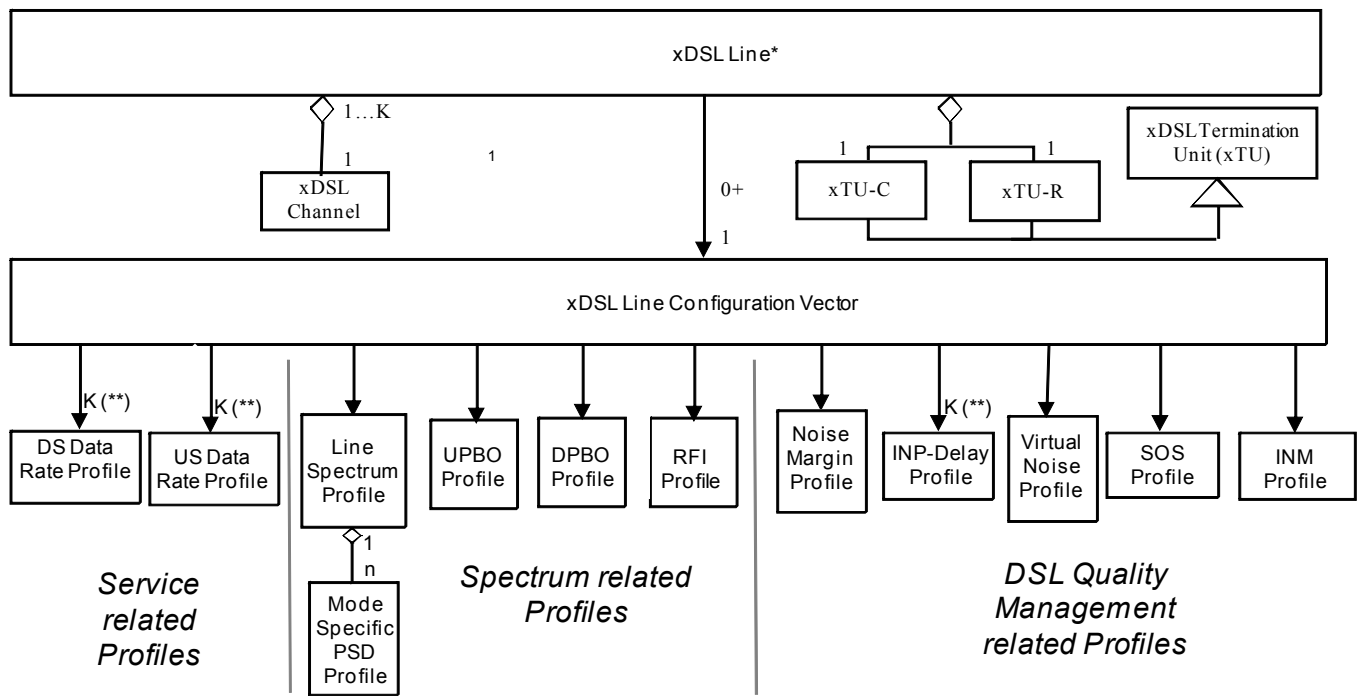 xDSL Line*
1…K
1
xDSL
Channel
1
0+
1
1
1
xTU-C
xTU-R
xDSL Termination
Unit (xTU)
xDSL Line Configuration Vector
K (**)
K (**)
K (**)
DS Data
Rate Profile
US Data
Rate Profile
Line
Spectrum
Profile
UPBO
Profile
DPBO
Profile
RFI
Profile
Noise
Margin
Profile
INP-Delay
Profile
Virtual
Noise
Profile
SOS
Profile
INM
Profile
1
n
Mode
Specific
PSD
Profile
Service
related
Profiles
Spectrum related
Profiles
DSL Quality
Management
related Profiles